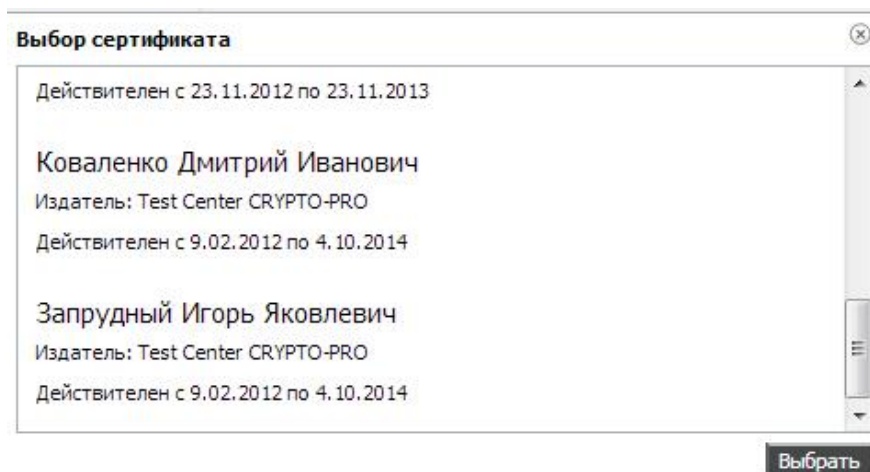 Выбор сертификата
Действителен с 23.11.2012 по 23.11.2013
Коваленко Дмитрий Иванович
Издатель: Test Center CRYPTO-PRO
Действителен с 9.02.2012 по 4.10.2014
Запрудный Игорь Яковлевич
Издатель: Test Center CRYPTO-PRO
Действителен с 9.02.2012 по 4.10.2014
Выбрать